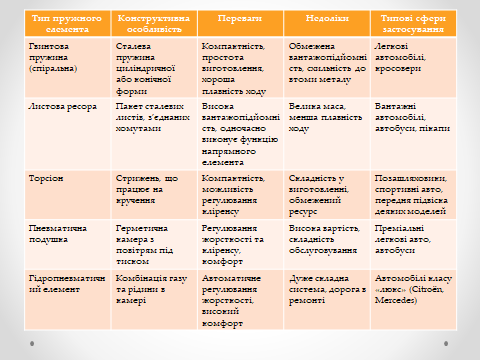 Тип пружного елемента
Конструктивна особливість
Переваги
Недоліки
Типові сфери застосування
Гвинтова пружина (спіральна)
Сталева пружина циліндричної або конічної форми
Компактність, простота виготовлення, хороша плавність ходу
Обмежена вантажопідйомність, схильність до втоми металу
Легкові автомобілі, кросовери
Листова ресора
Пакет сталевих листів, з'єднаних хомутами
Висока вантажопідйомність, одночасно виконує функцію напрямного елемента
Велика маса, менша плавність ходу
Вантажні автомобілі, автобуси, пікапи
Торсіон
Стрижень, що працює на кручення
Компактність, можливість регулювання кліренсу
Складність у виготовленні, обмежений ресурс
Позашляховики, спортивні авто, передня підвіска деяких моделей
Пневматична подушка
Герметична камера з повітрям під тиском
Регулювання жорсткості та кліренсу, комфорт
Висока вартість, складність обслуговування
Преміальні легкові авто, автобуси
Гідропневматичний елемент
Комбінація газу та рідини в камері
Автоматичне регулювання жорсткості, високий комфорт
Дуже складна система, дорога в ремонті
Автомобілі класу «люкс» (Citroën, Mercedes)